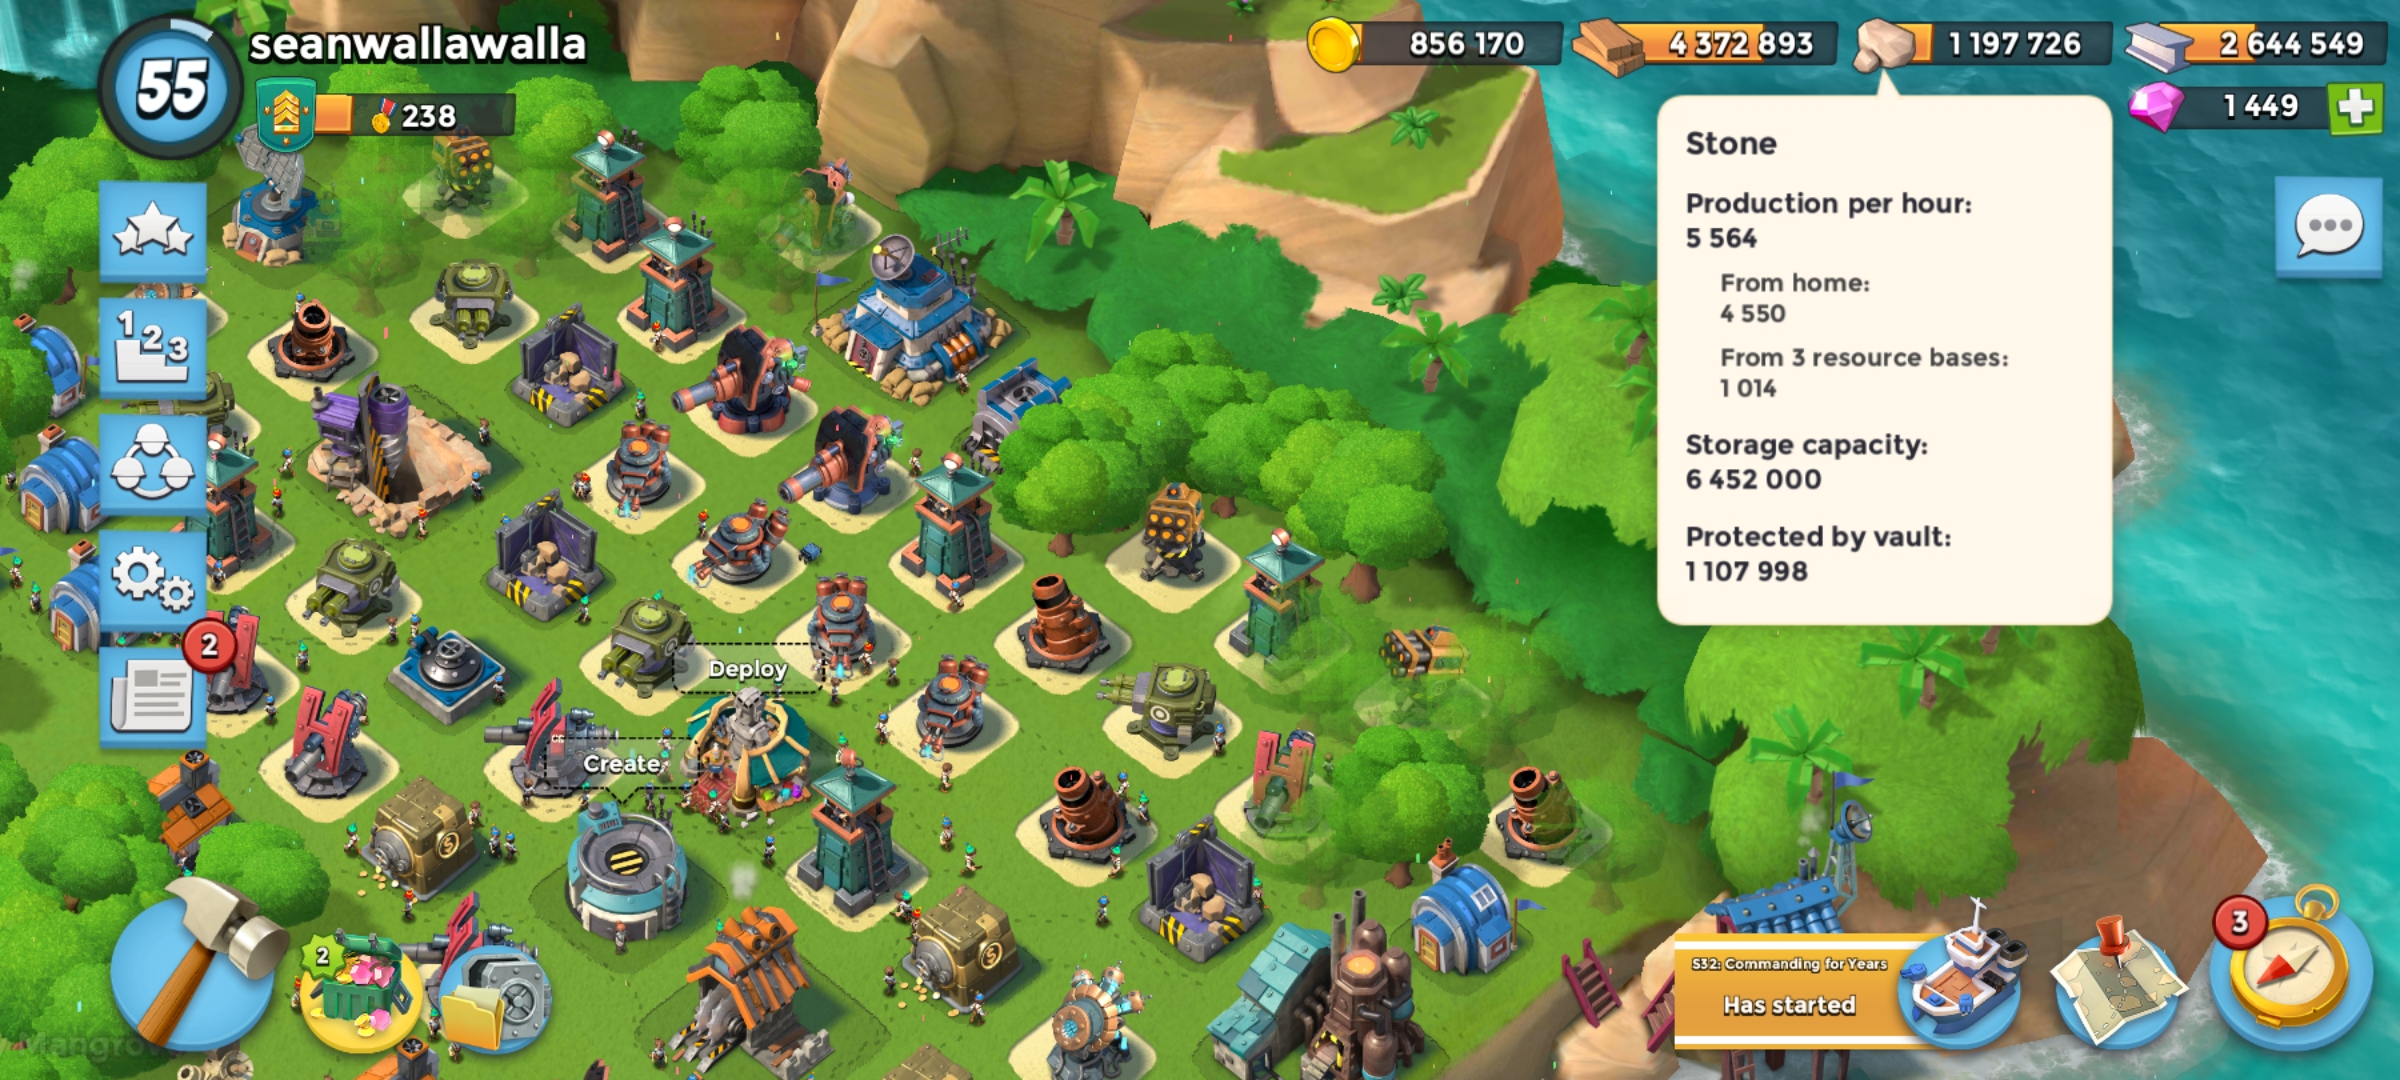 55
seanwallawalla
238
856 170
4 372 893
1 197 726
2 644 549
1 449
Stone
Production per hour:
5 564
From home:
4 550
From 3 resource bases:
1 014
Storage capacity:
6 452 000
Protected by vault:
1 107 998
123
2
Deploy
Create
2
S32: Commanding for Years
Has started
3